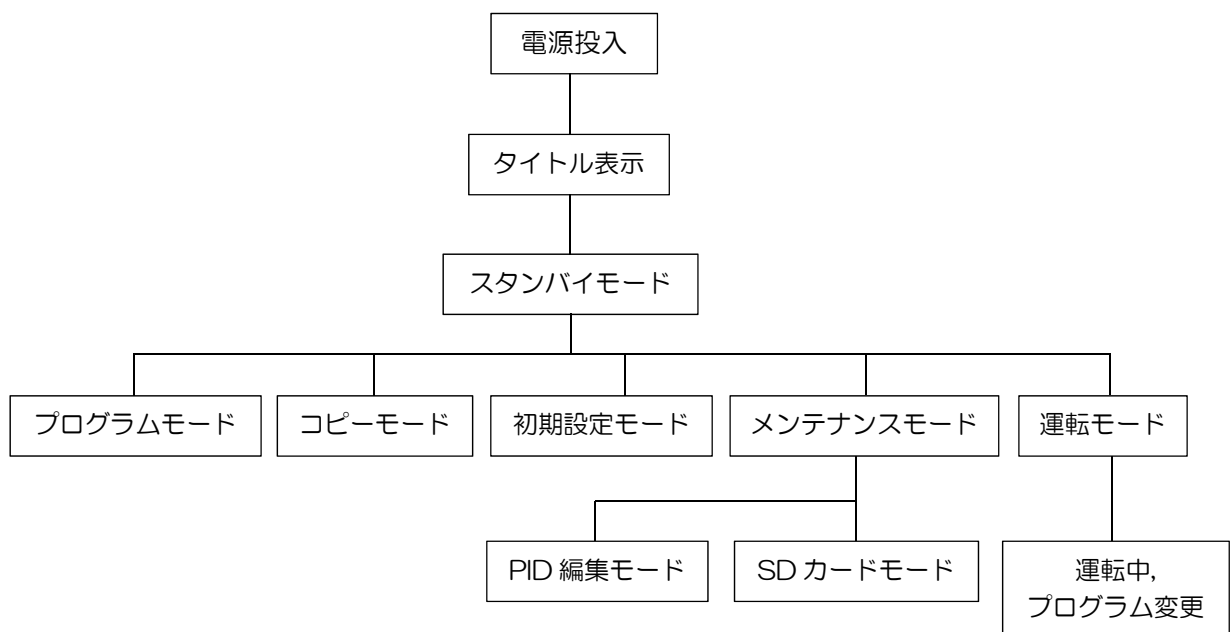 電源投入
タイトル表示
スタンバイモード
プログラムモード
コピーモード
初期設定モード
メンテナンスモード
運転モード
PID 編集モード
SD カードモード
運転中,
プログラム変更